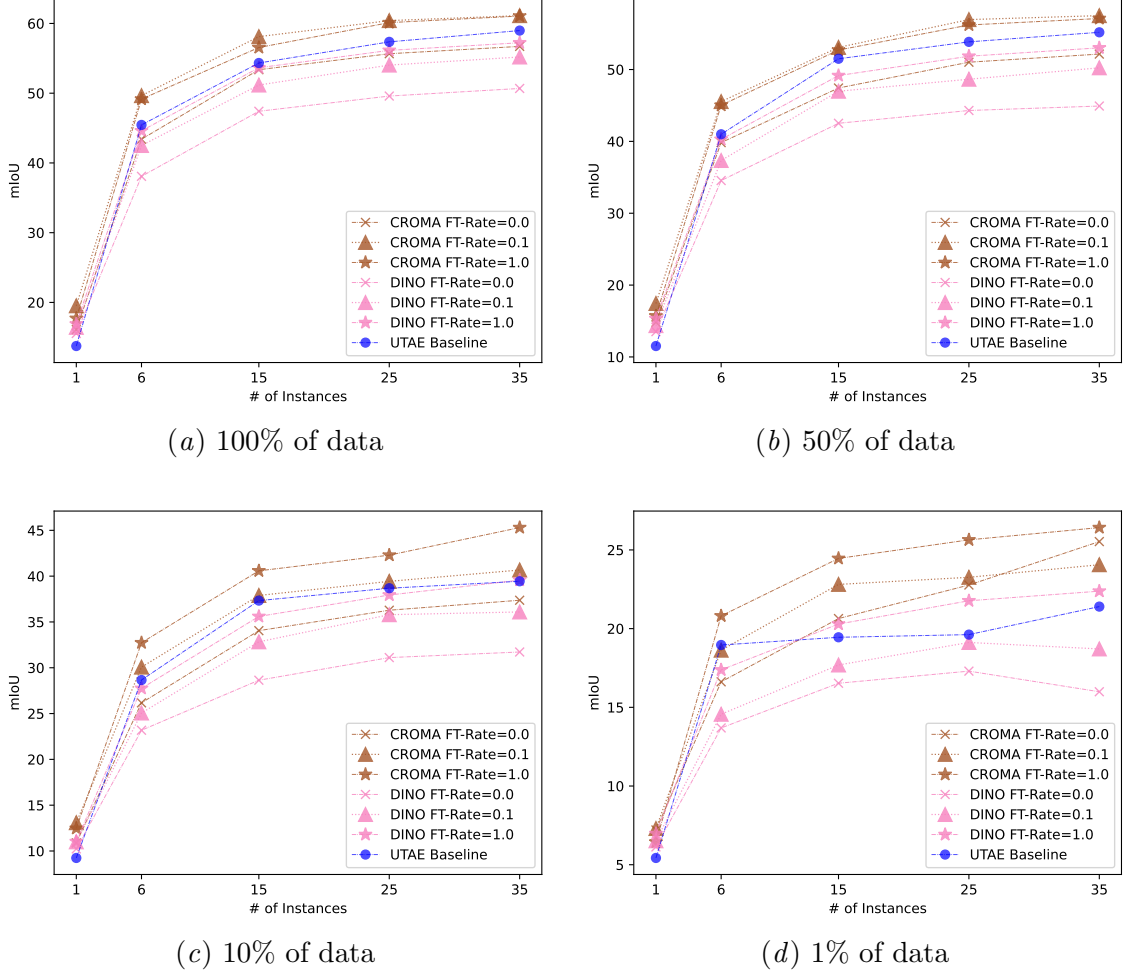 60
50
40
30
20
mIoU
CROMA FT-Rate=0.0
CROMA FT-Rate=0.1
CROMA FT-Rate=1.0
DINO FT-Rate=0.0
DINO FT-Rate=0.1
DINO FT-Rate=1.0
UTAE Baseline
1 6 15 25 35
# of Instances
(a) 100% of data
50
40
30
20
10
mIoU
CROMA FT-Rate=0.0
CROMA FT-Rate=0.1
CROMA FT-Rate=1.0
DINO FT-Rate=0.0
DINO FT-Rate=0.1
DINO FT-Rate=1.0
UTAE Baseline
1 6 15 25 35
# of Instances
(b) 50% of data
45
40
35
30
25
20
15
10
mIoU
CROMA FT-Rate=0.0
CROMA FT-Rate=0.1
CROMA FT-Rate=1.0
DINO FT-Rate=0.0
DINO FT-Rate=0.1
DINO FT-Rate=1.0
UTAE Baseline
1 6 15 25 35
# of Instances
(c) 10% of data
25
20
15
10
5
mIoU
CROMA FT-Rate=0.0
CROMA FT-Rate=0.1
CROMA FT-Rate=1.0
DINO FT-Rate=0.0
DINO FT-Rate=0.1
DINO FT-Rate=1.0
UTAE Baseline
1 6 15 25 35
# of Instances
(d) 1% of data